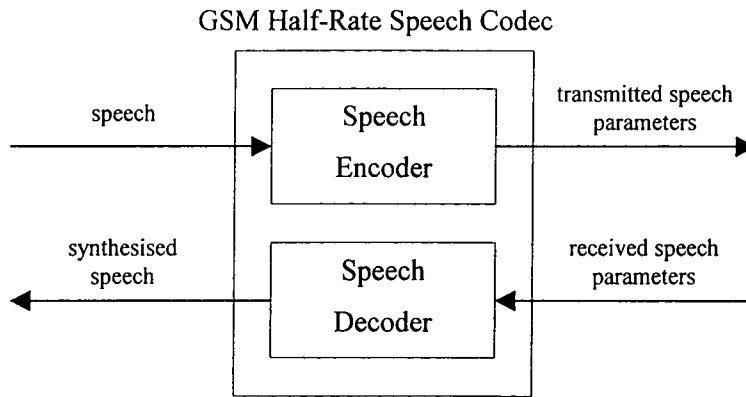 GSM Half-Rate Speech Codec
speech
Speech
Encoder
transmitted speech
parameters
synthesised
speech
Speech
Decoder
received speech
parameters